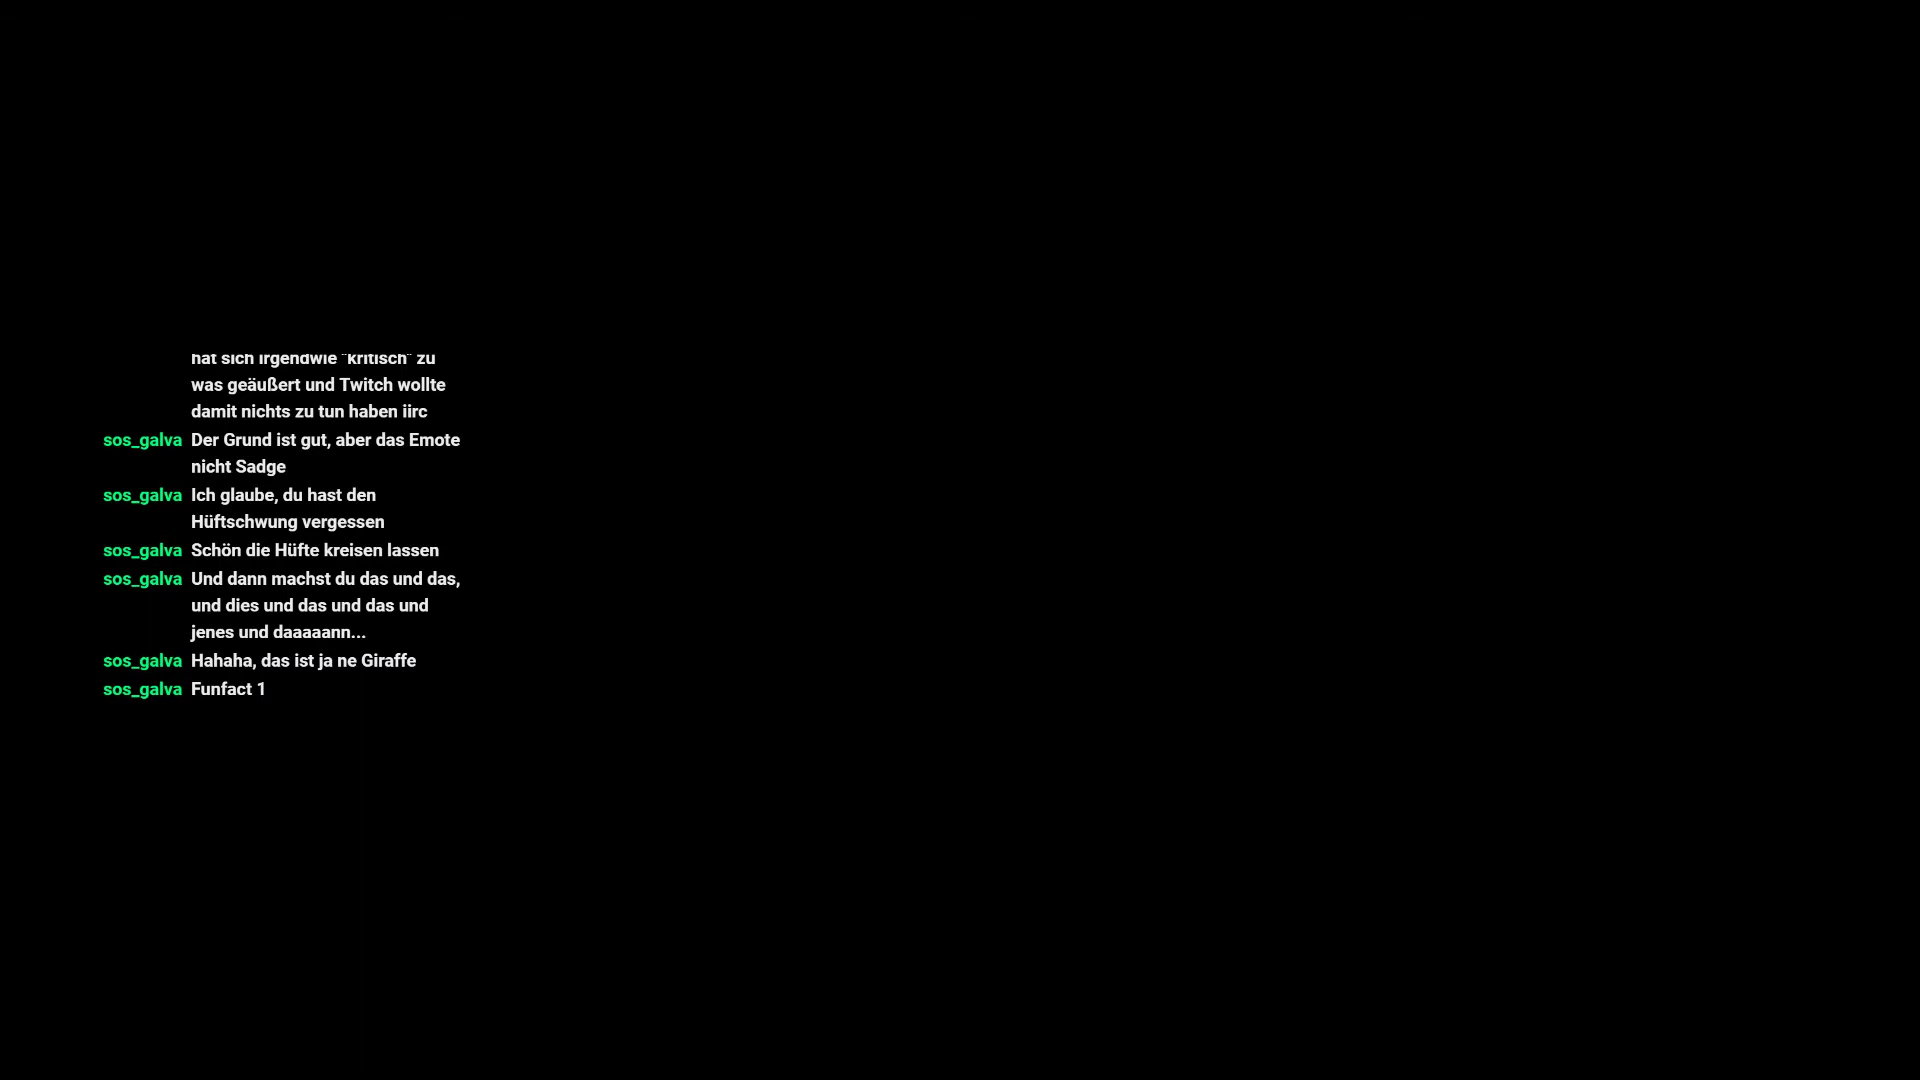 hat sich irgendwie "kritisch" zu
was geäußert und Twitch wollte
damit nichts zu tun haben iirc
sos_galva Der Grund ist gut, aber das Emote
nicht Sadge
sos_galva Ich glaube, du hast den
Hüftschwung vergessen
sos_galva Schön die Hüfte kreisen lassen
sos_galva Und dann machst du das und das,
und dies und das und das und
jenes und daaaaann...
sos_galva Hahaha, das ist ja ne Giraffe
sos_galva Funfact 1